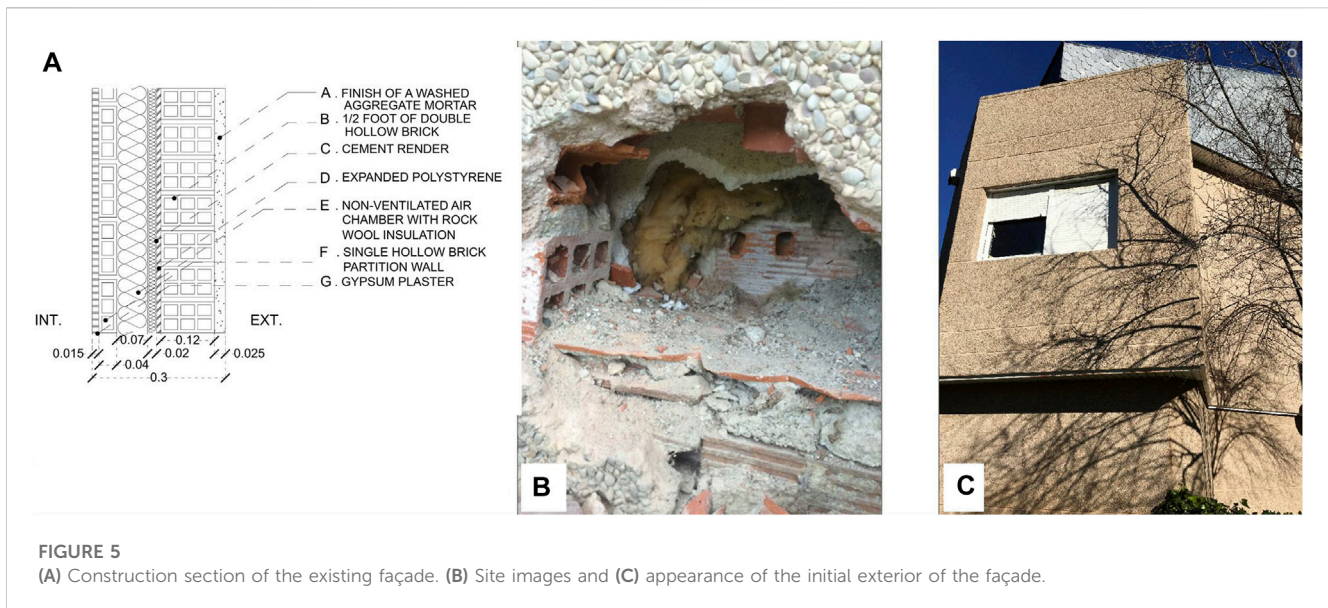 A
A . FINISH OF A WASHED
AGGREGATE MORTAR
B . 1/2 FOOT OF DOUBLE
HOLLOW BRICK
C . CEMENT RENDER
D . EXPANDED POLYSTYRENE
E . NON-VENTILATED AIR
CHAMBER WITH ROCK
WOOL INSULATION
F . SINGLE HOLLOW BRICK
PARTITION WALL
G . GYPSUM PLASTER
INT.
EXT.
0.07
0.12
0.015
0.02
0.025
0.04
0.3
B
C
FIGURE 5
(A) Construction section of the existing façade. (B) Site images and (C) appearance of the initial exterior of the façade.